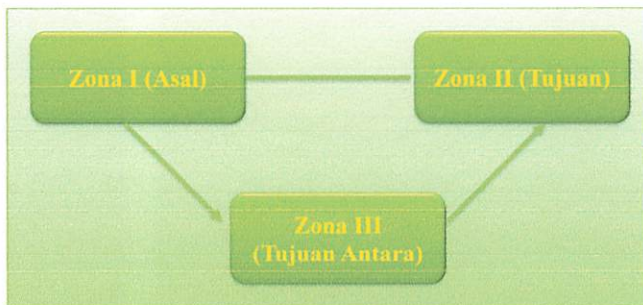 Zona I (Asal)
Zona II (Tujuan)
Zona III
(Tujuan Antara)